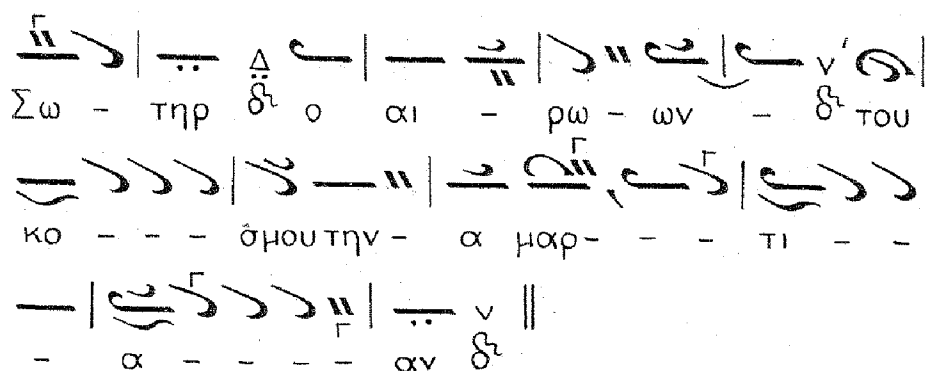 Σω - τηρ ο αι - ρω - ων - του
κο - - - σμου την - α μαρ - - - τι - -
- α - - - - αν